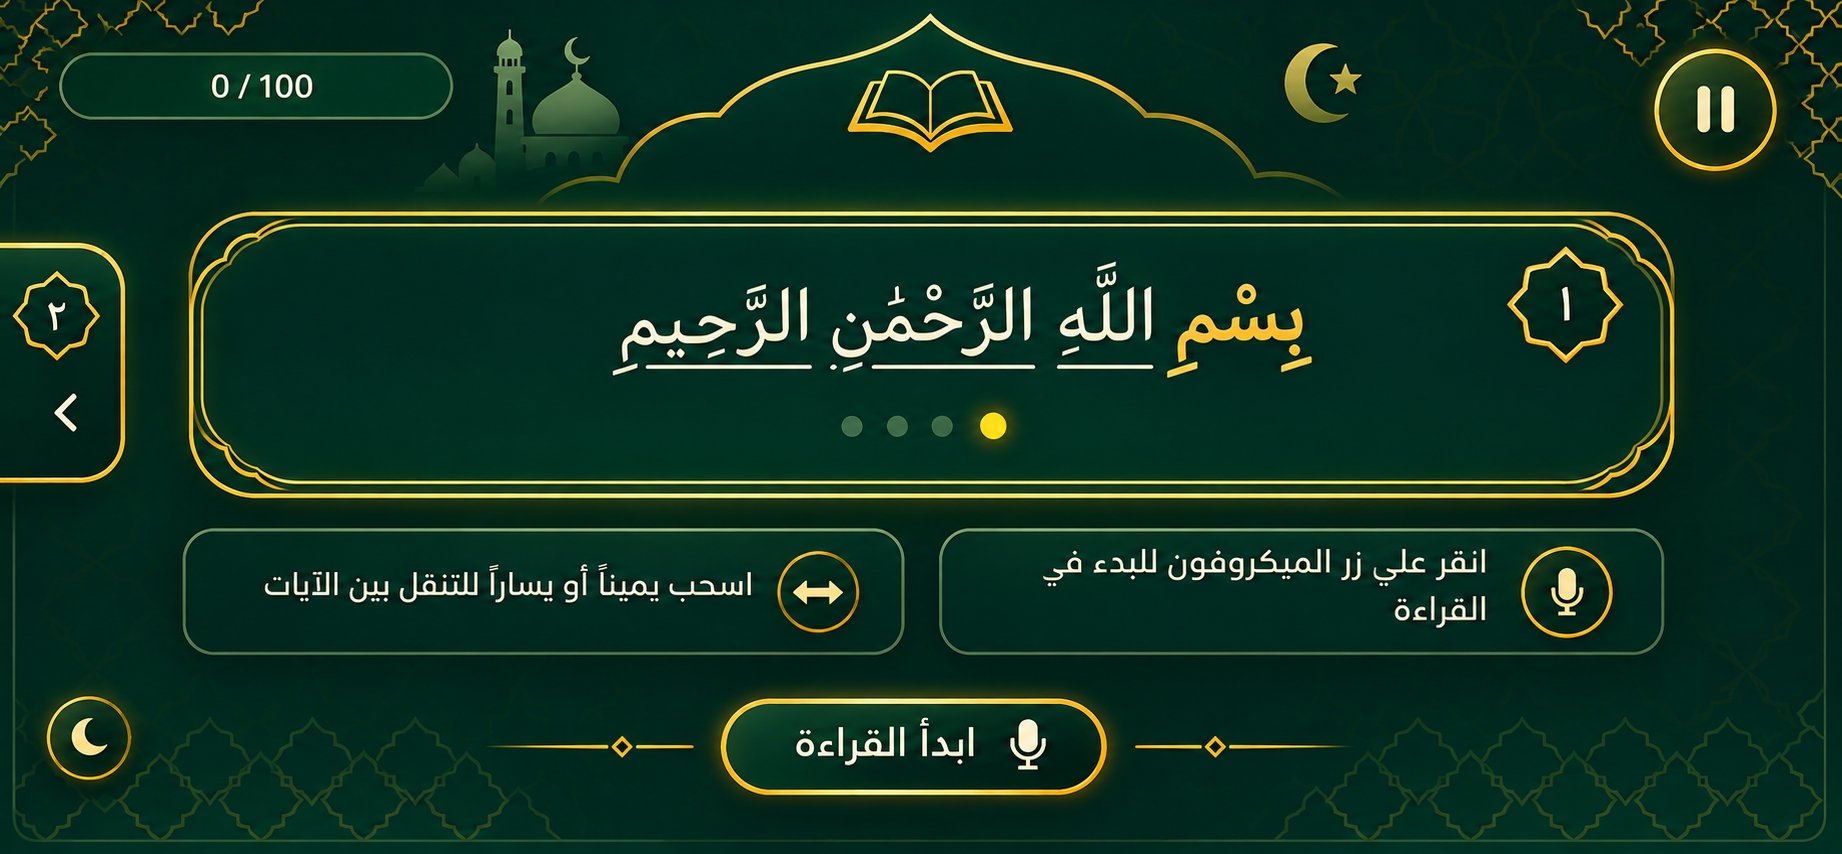 0 / 100
١
بِسْمِ اللَّهِ الرَّحْمَٰنِ الرَّحِيمِ
٢
انقر علي زر الميكروفون للبدء في
القراءة
اسحب يميناً أو يساراً للتنقل بين الآيات
ابدأ القراءة